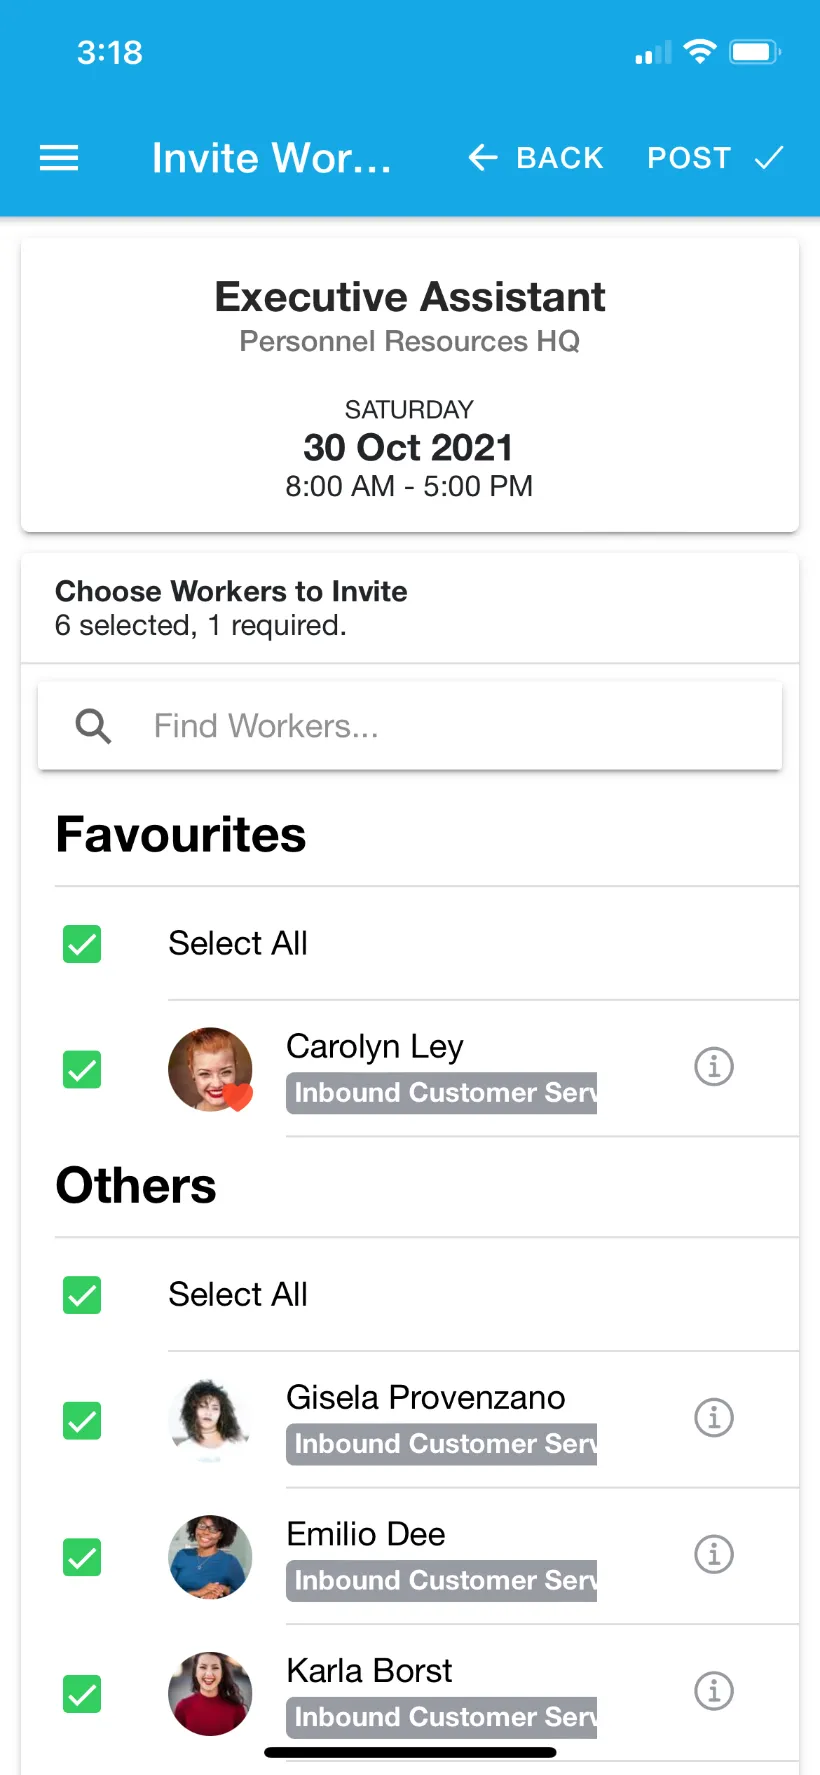 3:18
Invite Wor... BACK POST
Executive Assistant
Personnel Resources HQ
SATURDAY
30 Oct 2021
8:00 AM - 5:00 PM
Choose Workers to Invite
6 selected, 1 required.
Find Workers...
Favourites
Select All
Carolyn Ley
Inbound Customer Serv
Others
Select All
Gisela Provenzano
Inbound Customer Serv
Emilio Dee
Inbound Customer Serv
Karla Borst
Inbound Customer Serv